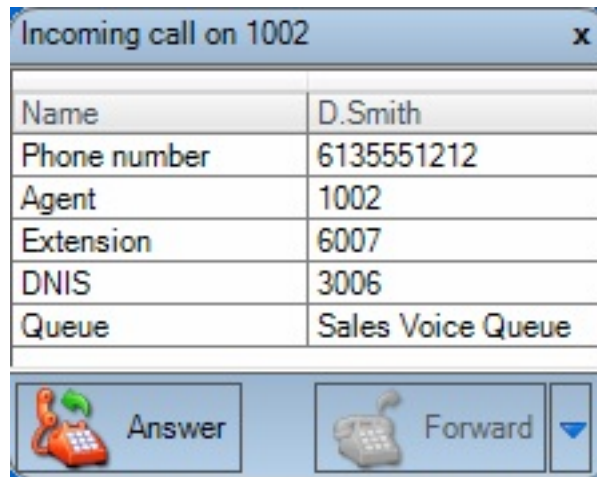 Incoming call on 1002 x
Name D.Smith
Phone number 6135551212
Agent 1002
Extension 6007
DNIS 3006
Queue Sales Voice Queue
Answer Forward